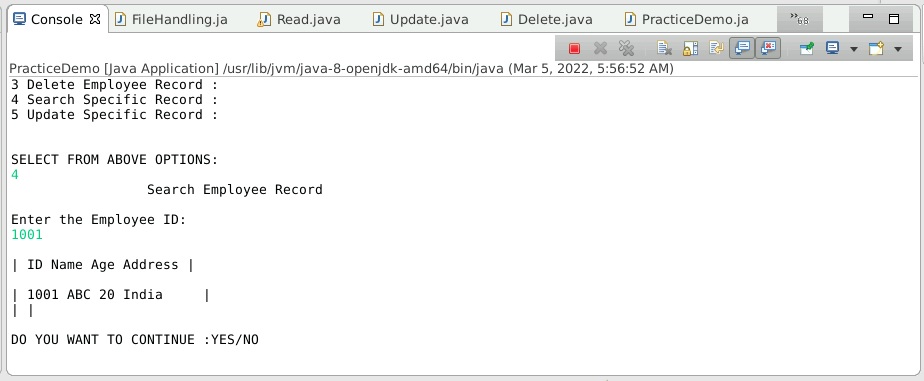 Console FileHandling.ja Read.java Update.java Delete.java PracticeDemo.ja »68
PracticeDemo [Java Application] /usr/lib/jvm/java-8-openjdk-amd64/bin/java (Mar 5, 2022, 5:56:52 AM)
3 Delete Employee Record :
4 Search Specific Record :
5 Update Specific Record :
SELECT FROM ABOVE OPTIONS:
4
Search Employee Record
Enter the Employee ID:
1001
| ID Name Age Address |
| 1001 ABC 20 India |
| |
DO YOU WANT TO CONTINUE :YES/NO